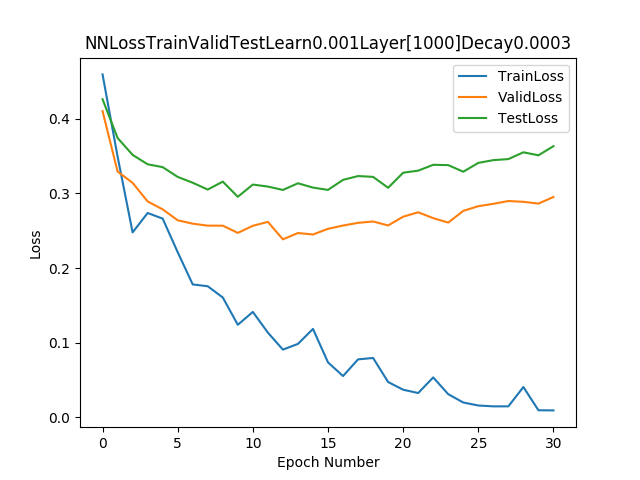 NNLossTrainValidTestLearn0.001Layer[1000]Decay0.0003
TrainLoss
ValidLoss
TestLoss
0.4
0.3
0.2
0.1
0.0
Loss
0 5 10 15 20 25 30
Epoch Number